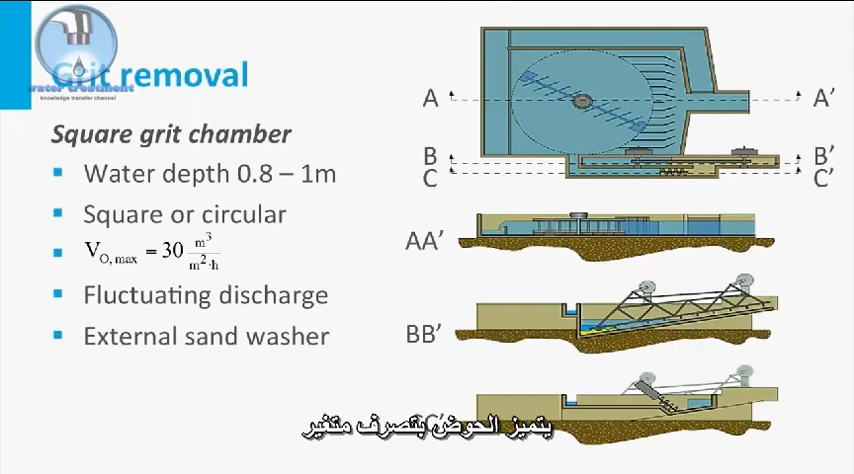 Grit removal
water treatment
knowledge transfer channel
Square grit chamber
Water depth 0.8 – 1m
Square or circular
V_O,max = 30 m³/m²·h
Fluctuating discharge
External sand washer
A A'
B B'
C C'
AA'
BB'
يتميز الحوض بتصرف متغير